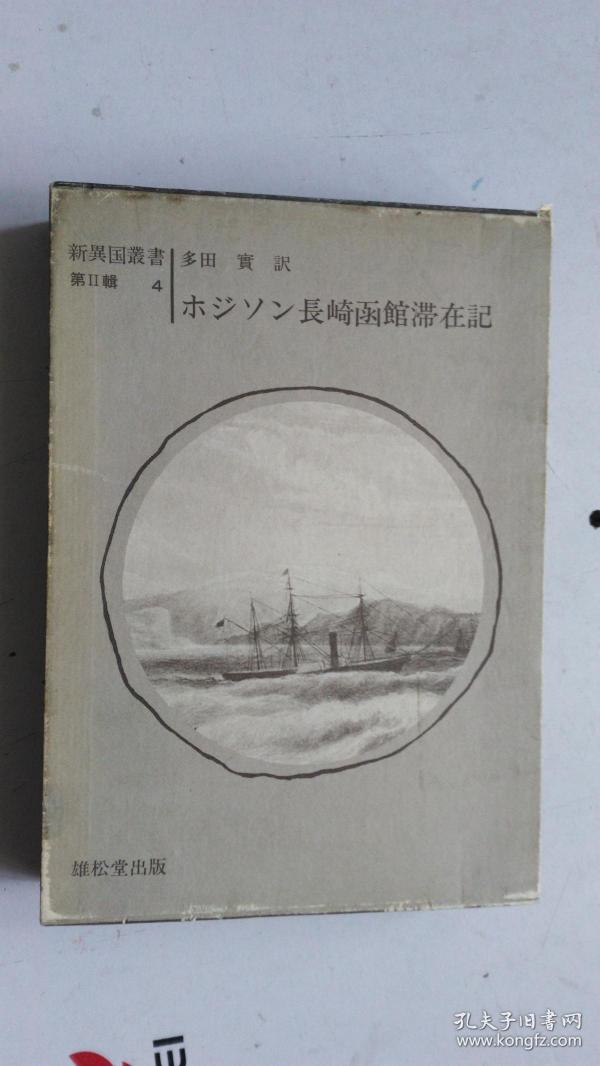 新異国叢書
第II輯 4
多田 實 訳
ホジソン長崎函館滞在記
雄松堂出版
孔夫子旧书网
www.kongfz.com